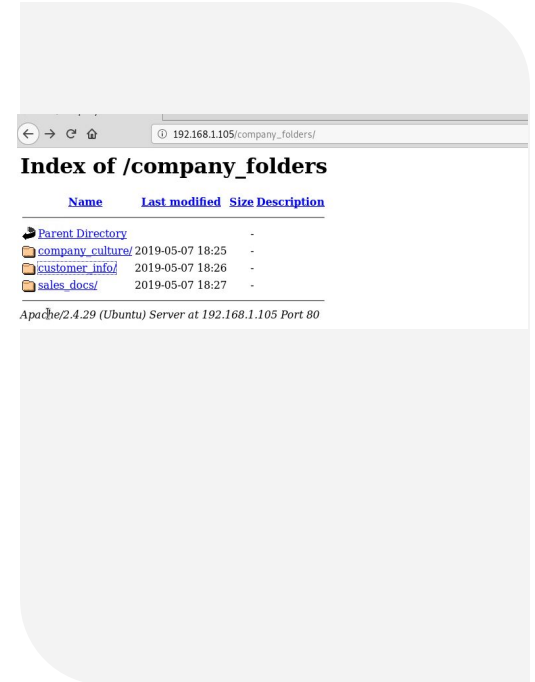 192.168.1.105/company_folders/
Index of /company_folders
Name Last modified Size Description
Parent Directory -
company_culture/ 2019-05-07 18:25 -
customer_info/ 2019-05-07 18:26 -
sales_docs/ 2019-05-07 18:27 -
Apache/2.4.29 (Ubuntu) Server at 192.168.1.105 Port 80